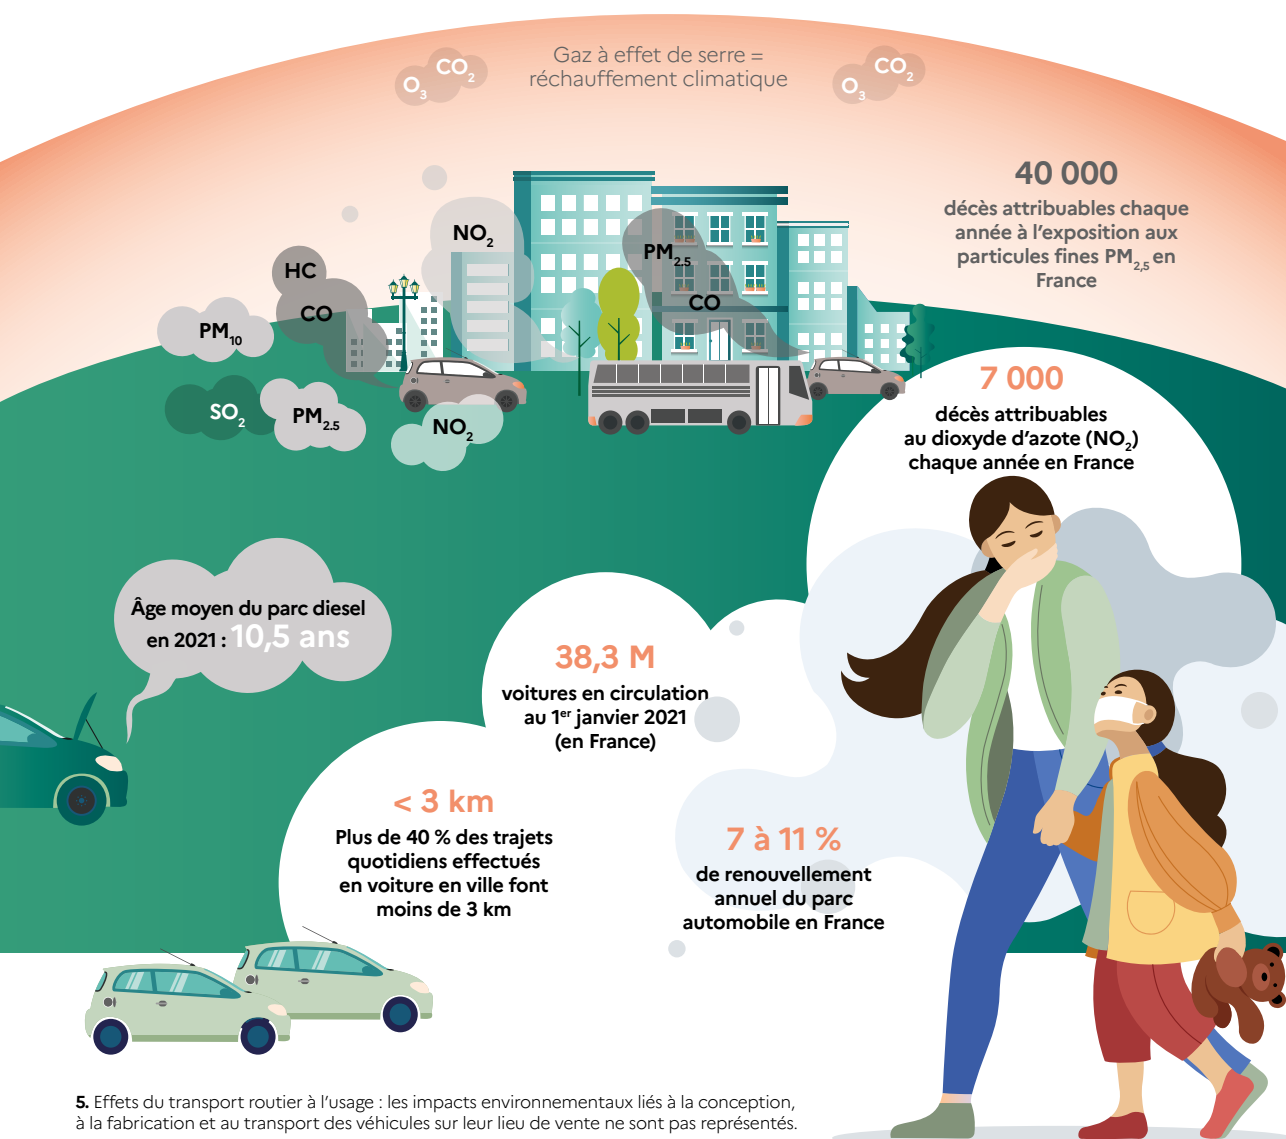 Gaz à effet de serre =
réchauffement climatique
O₃
CO₂
O₃
CO₂
40 000
décès attribuables chaque
année à l’exposition aux
particules fines PM₂,₅ en
France
NO₂
PM₂.₅
CO
HC
CO
PM₁₀
SO₂
PM₂.₅
NO₂
7 000
décès attribuables
au dioxyde d’azote (NO₂)
chaque année en France
Âge moyen du parc diesel
en 2021 : 10,5 ans
38,3 M
voitures en circulation
au 1er janvier 2021
(en France)
< 3 km
Plus de 40 % des trajets
quotidiens effectués
en voiture en ville font
moins de 3 km
7 à 11 %
de renouvellement
annuel du parc
automobile en France
5. Effets du transport routier à l’usage : les impacts environnementaux liés à la conception,
à la fabrication et au transport des véhicules sur leur lieu de vente ne sont pas représentés.